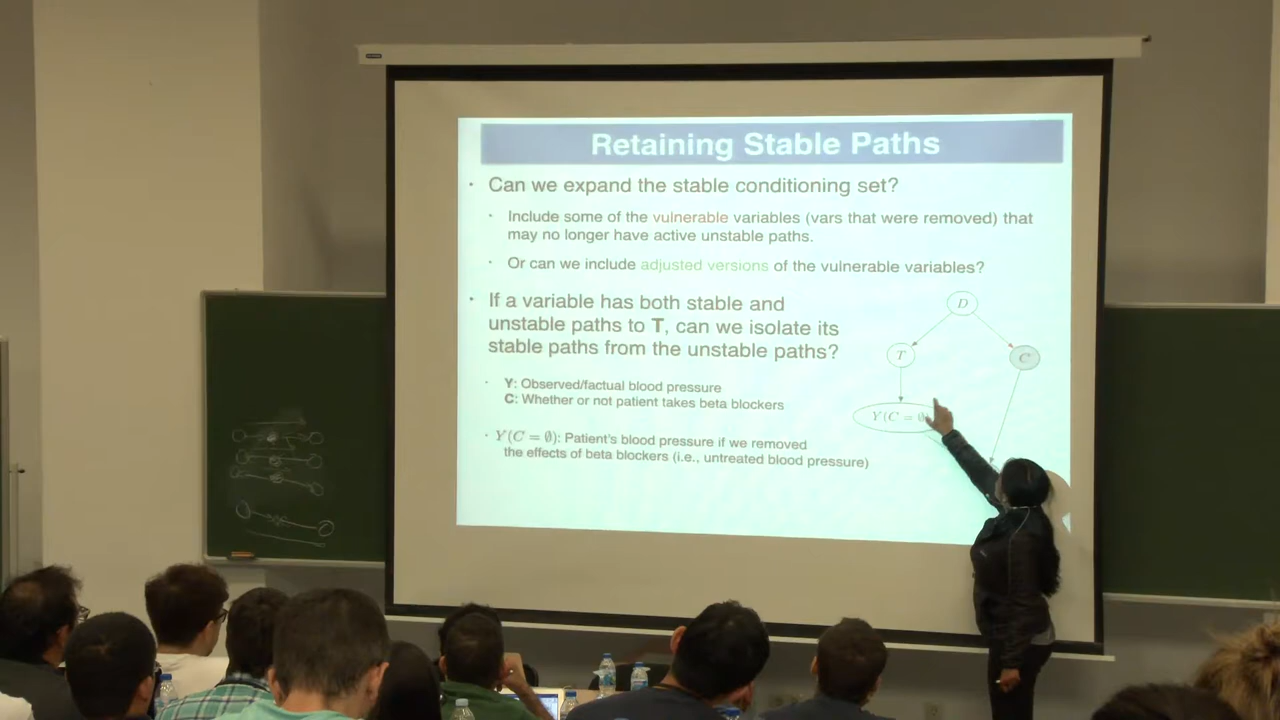 Retaining Stable Paths
• Can we expand the stable conditioning set?
• Include some of the vulnerable variables (vars that were removed) that
may no longer have active unstable paths.
• Or can we include adjusted versions of the vulnerable variables?
• If a variable has both stable and
unstable paths to T, can we isolate its
stable paths from the unstable paths?
D
T
C
• Y: Observed/factual blood pressure
C: Whether or not patient takes beta blockers
Y(C = ∅
• Y(C = ∅): Patient's blood pressure if we removed
the effects of beta blockers (i.e., untreated blood pressure)